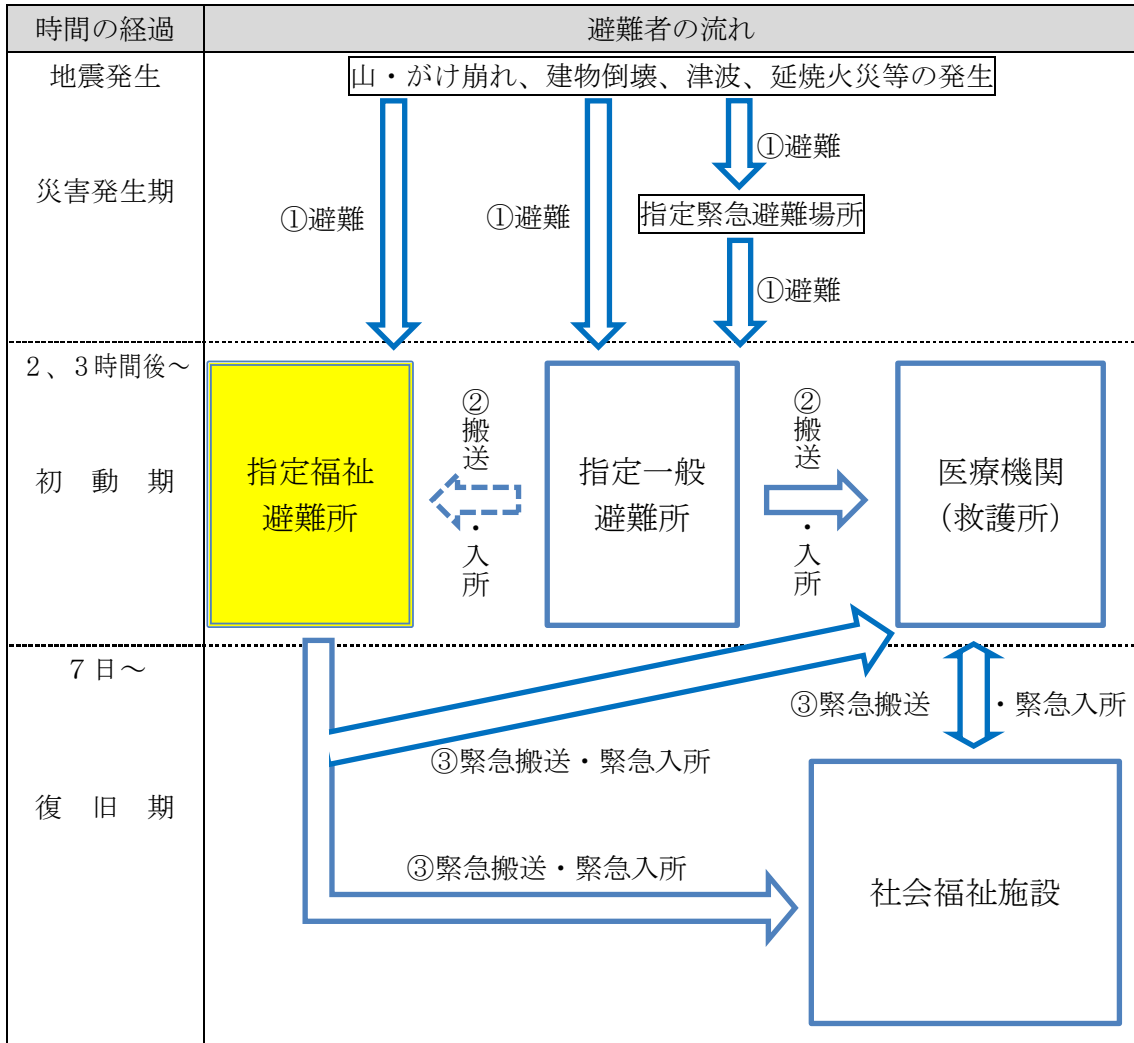 時間の経過
避難者の流れ
地震発生
山・がけ崩れ、建物倒壊、津波、延焼火災等の発生
①避難
災害発生期
指定緊急避難場所
①避難
①避難
①避難
2、3時間後～
初 動 期
指定福祉
避難所
②搬送・入所
指定一般
避難所
②搬送・入所
医療機関
(救護所)
7日～
③緊急搬送・緊急入所
③緊急搬送・緊急入所
復 旧 期
③緊急搬送・緊急入所
社会福祉施設